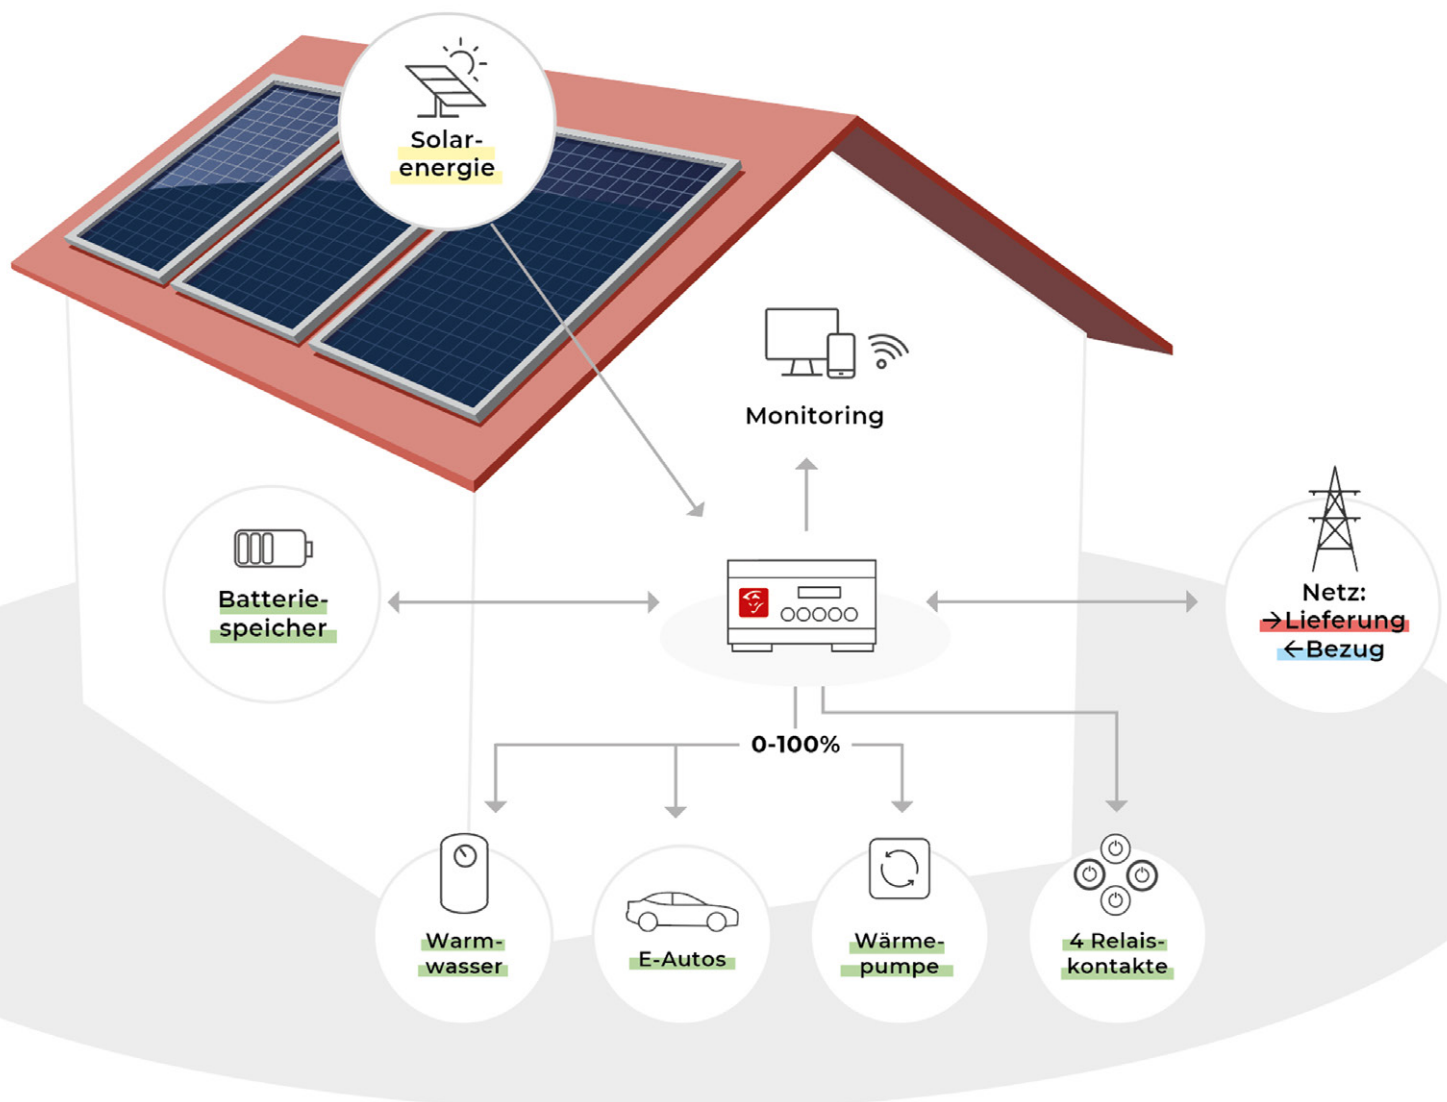 Solar-
energie
Monitoring
Batterie-
speicher
Netz:
→Lieferung
←Bezug
0-100%
Warm-
wasser
E-Autos
Wärme-
pumpe
4 Relais-
kontakte